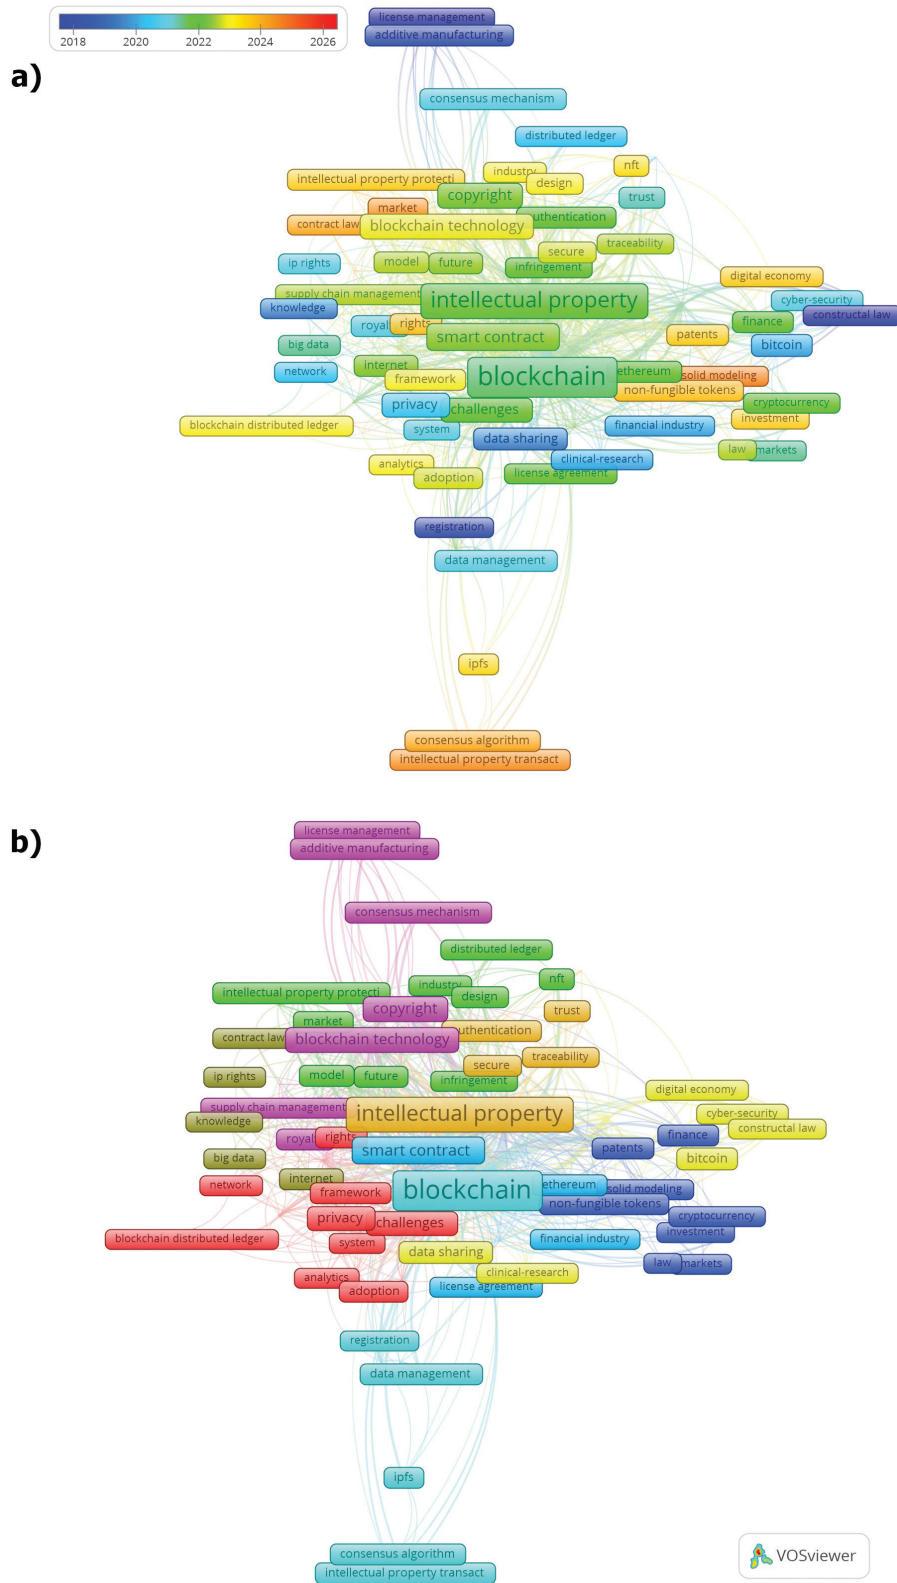 2018 2020 2022 2024 2026
a)
license management
additive manufacturing
consensus mechanism
distributed ledger
nft
industry
design
intellectual property protecti
copyright
trust
market
authentication
contract law
blockchain technology
traceability
secure
ip rights
model
future
infringement
digital economy
supply chain management
intellectual property
cyber-security
knowledge
constructal law
royal
rights
finance
smart contract
patents
big data
bitcoin
internet
network
framework
blockchain
ethereum
solid modeling
non-fungible tokens
privacy
challenges
cryptocurrency
investment
blockchain distributed ledger
system
financial industry
data sharing
law
markets
clinical-research
analytics
adoption
license agreement
registration
data management
ipfs
consensus algorithm
intellectual property transact
b)
license management
additive manufacturing
consensus mechanism
distributed ledger
nft
industry
design
intellectual property protecti
copyright
trust
market
authentication
contract law
blockchain technology
traceability
secure
ip rights
model
future
infringement
digital economy
supply chain management
intellectual property
cyber-security
knowledge
constructal law
royal
rights
finance
smart contract
patents
big data
bitcoin
internet
network
framework
blockchain
ethereum
solid modeling
non-fungible tokens
privacy
challenges
cryptocurrency
investment
blockchain distributed ledger
system
financial industry
data sharing
law
markets
clinical-research
analytics
adoption
license agreement
registration
data management
ipfs
consensus algorithm
intellectual property transact
VOSviewer